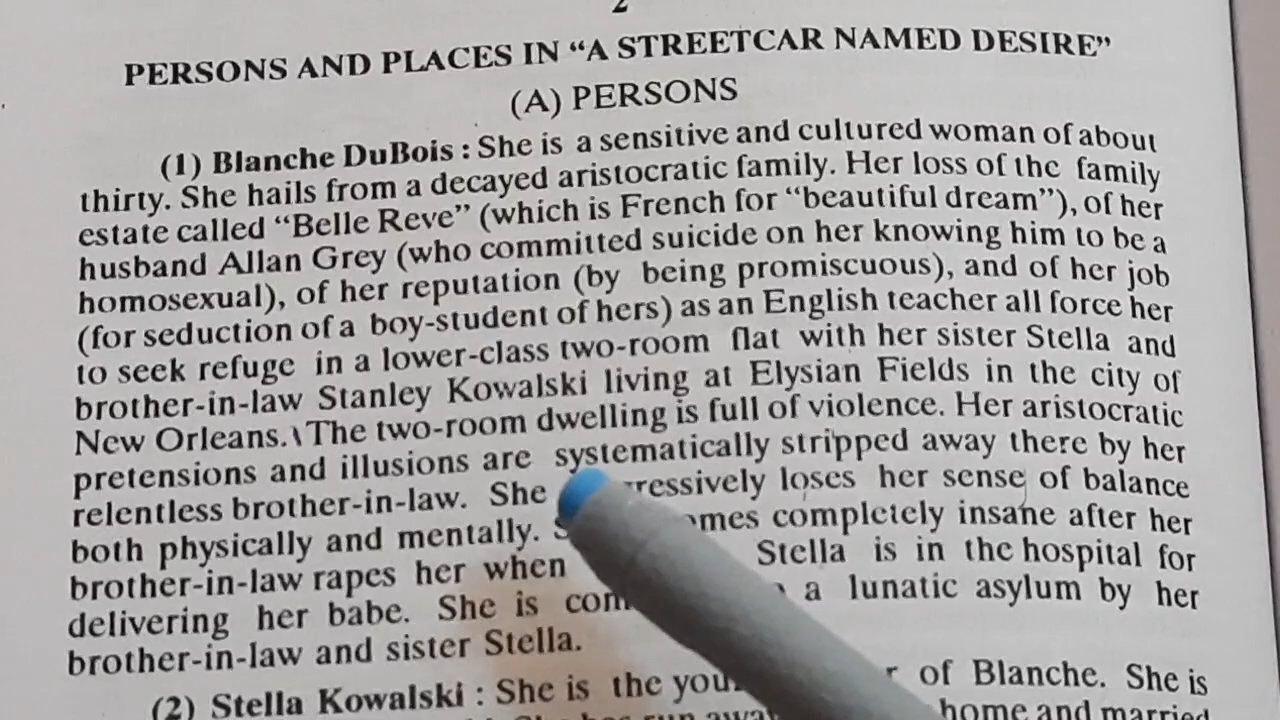 2
PERSONS AND PLACES IN “A STREETCAR NAMED DESIRE”
(A) PERSONS
(1) Blanche DuBois : She is a sensitive and cultured woman of about
thirty. She hails from a decayed aristocratic family. Her loss of the family
estate called “Belle Reve” (which is French for “beautiful dream”), of her
husband Allan Grey (who committed suicide on her knowing him to be a
homosexual), of her reputation (by being promiscuous), and of her job
(for seduction of a boy-student of hers) as an English teacher all force her
to seek refuge in a lower-class two-room flat with her sister Stella and
brother-in-law Stanley Kowalski living at Elysian Fields in the city of
New Orleans. The two-room dwelling is full of violence. Her aristocratic
pretensions and illusions are systematically stripped away there by her
relentless brother-in-law. She loses her sense of balance
both physically and mentally. completely insane after her
brother-in-law rapes her when Stella is in the hospital for
delivering her babe. She is a lunatic asylum by her
brother-in-law and sister Stella.
(2) Stella Kowalski : She is the of Blanche. She is
home and married